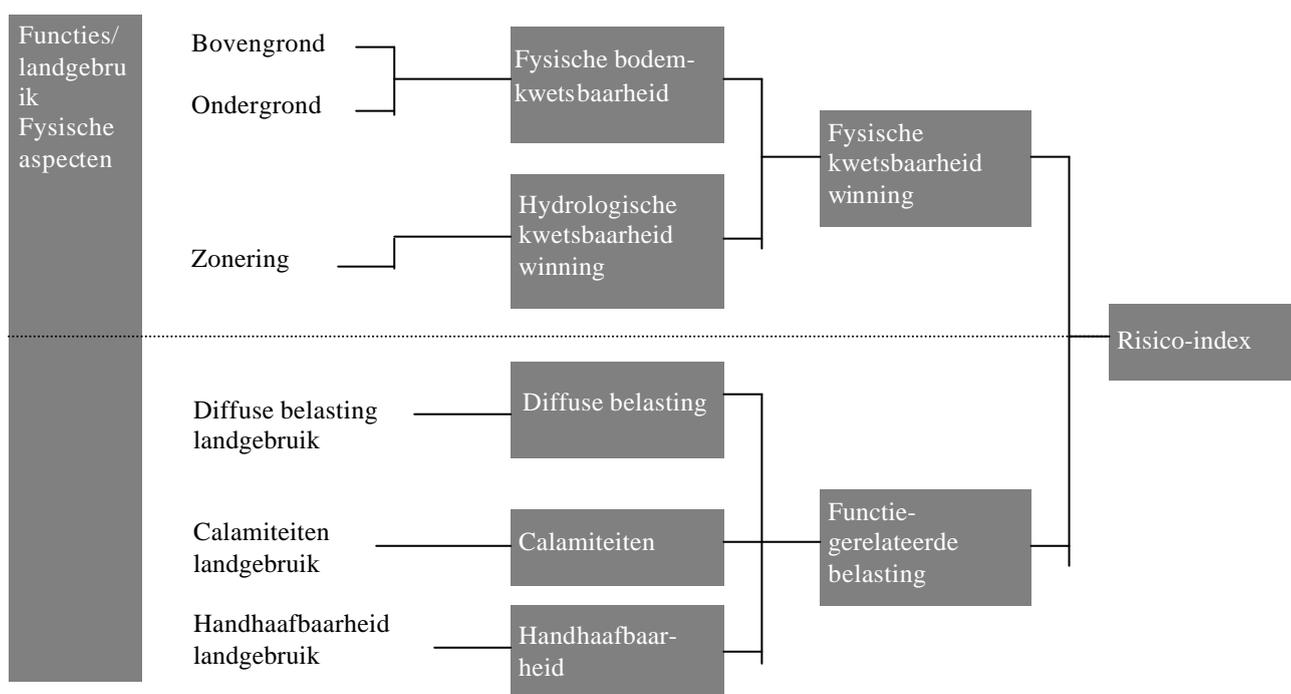 Functies/
landgebru
ik
Fysische
aspecten
Bovengrond
Ondergrond
Zonering
Fysische bodem-
kwetsbaarheid
Hydrologische
kwetsbaarheid
winning
Fysische
kwetsbaarheid
winning
Risico-index
Diffuse belasting
landgebruik
Diffuse belasting
Calamiteiten
landgebruik
Calamiteiten
Handhaafbaarheid
landgebruik
Handhaafbaar-
heid
Functie-
gerelateerde
belasting